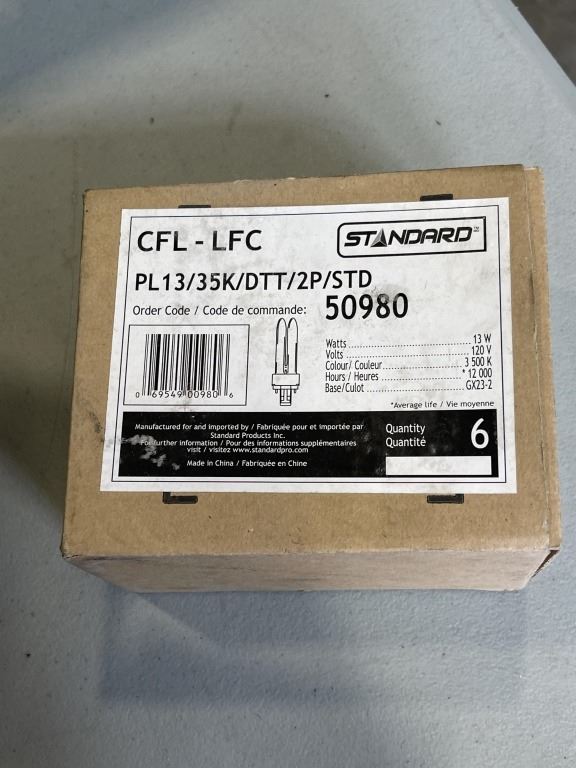 CFL - LFC
STANDARD
PL13/35K/DTT/2P/STD
Order Code / Code de commande: 50980
Watts 13 W
Volts 120 V
Colour/ Couleur 3 500 K
Hours / Heures * 12 000
Base/Culot GX23-2
*Average life / Vie moyenne
0 69549 00980 6
Manufactured for and imported by / Fabriquée pour et importée par
Standard Products Inc.
For further information / Pour des informations supplémentaires
visit / visitez www.standardpro.com
Made in China / Fabriquée en Chine
Quantity
Quantité
6